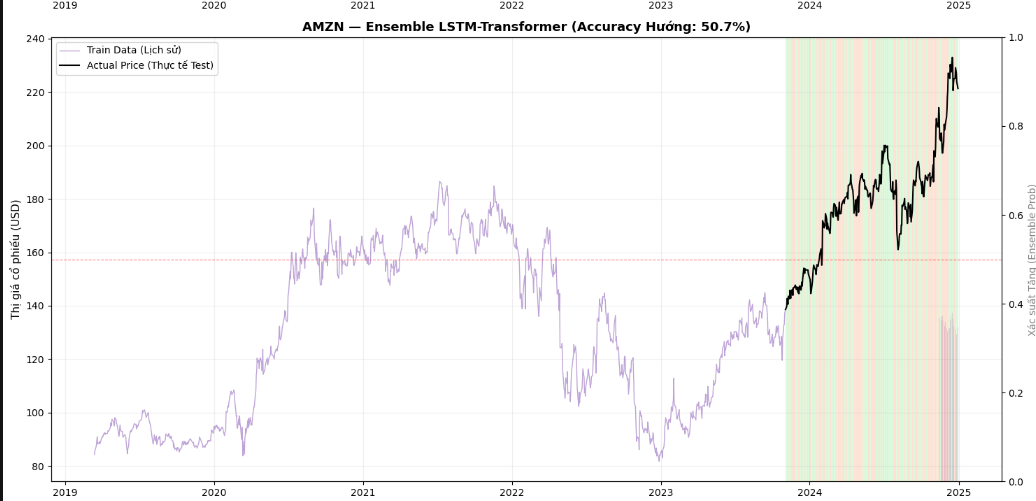 2019 2020 2021 2022 2023 2024 2025
AMZN — Ensemble LSTM-Transformer (Accuracy Hướng: 50.7%)
Train Data (Lịch sử)
Actual Price (Thực tế Test)
Thị giá cổ phiếu (USD)
240
220
200
180
160
140
120
100
80
1.0
0.8
0.6
0.4
0.2
0.0
Xác suất Tăng (Ensemble Prob)
2019 2020 2021 2022 2023 2024 2025